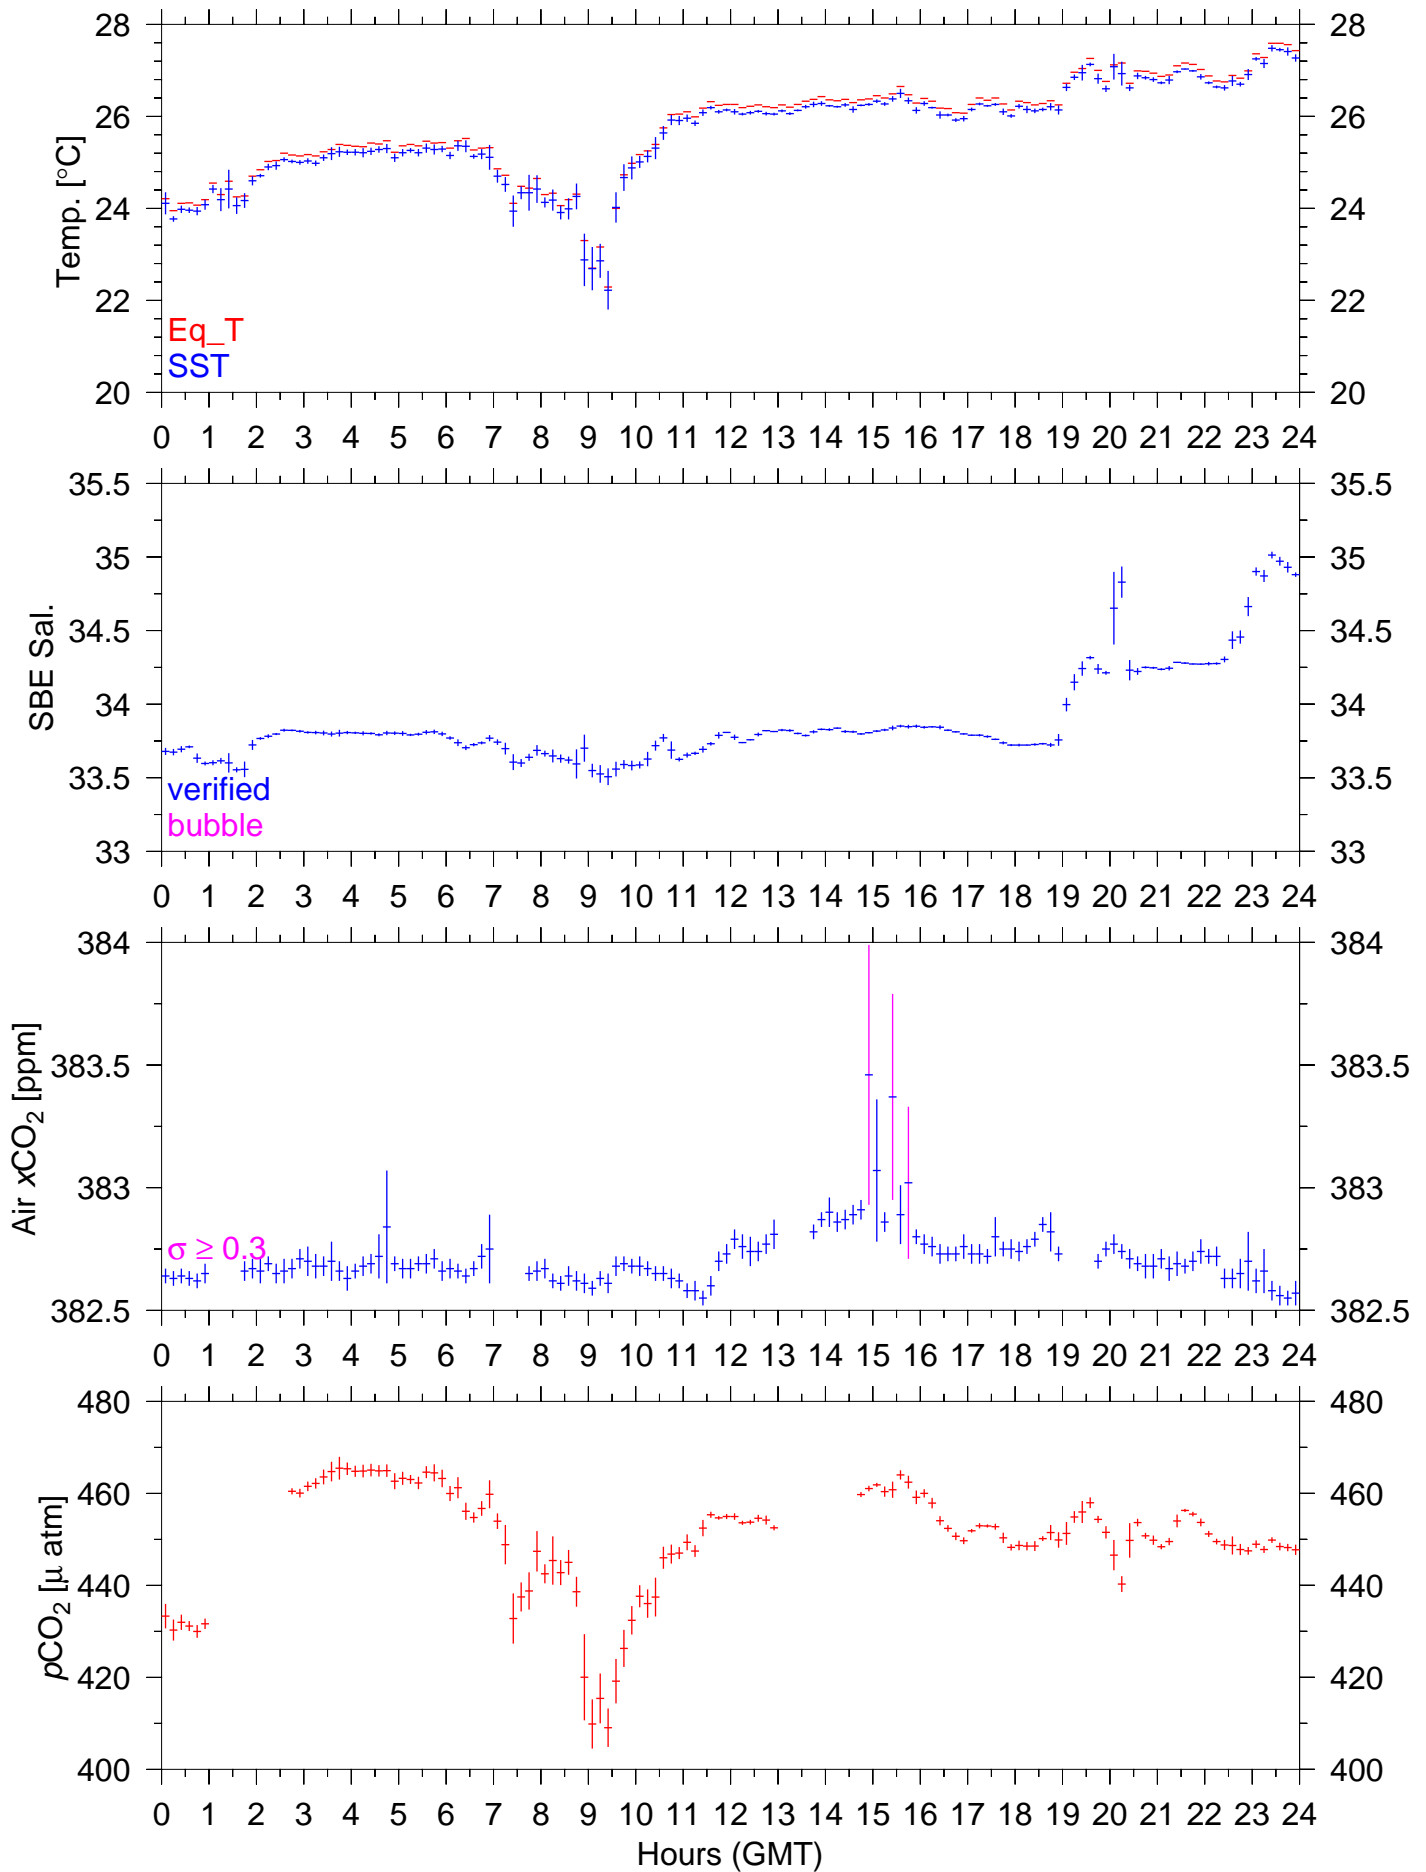 28 28
26 26
24 24
22 22
20 20
Temp. [°C]
Eq_T
SST
0 1 2 3 4 5 6 7 8 9 10 11 12 13 14 15 16 17 18 19 20 21 22 23 24
35.5 35.5
35 35
34.5 34.5
34 34
33.5 33.5
33 33
SBE Sal.
verified
bubble
0 1 2 3 4 5 6 7 8 9 10 11 12 13 14 15 16 17 18 19 20 21 22 23 24
384 384
383.5 383.5
383 383
382.5 382.5
Air xCO₂ [ppm]
σ ≥ 0.3
0 1 2 3 4 5 6 7 8 9 10 11 12 13 14 15 16 17 18 19 20 21 22 23 24
480 480
460 460
440 440
420 420
400 400
pCO₂ [μ atm]
0 1 2 3 4 5 6 7 8 9 10 11 12 13 14 15 16 17 18 19 20 21 22 23 24
Hours (GMT)